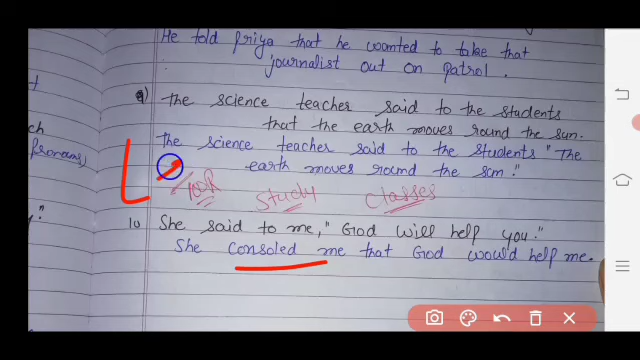 He told Priya that he wanted to take that
journalist out on patrol.
9) The science teacher said to the students
that the earth moves round the sun.
ch
The science teacher said to the students "The
pronouns,
earth moves round the sun."
Study Classes
10 She said to me, "God will help you."
She consoled me that God would help me.